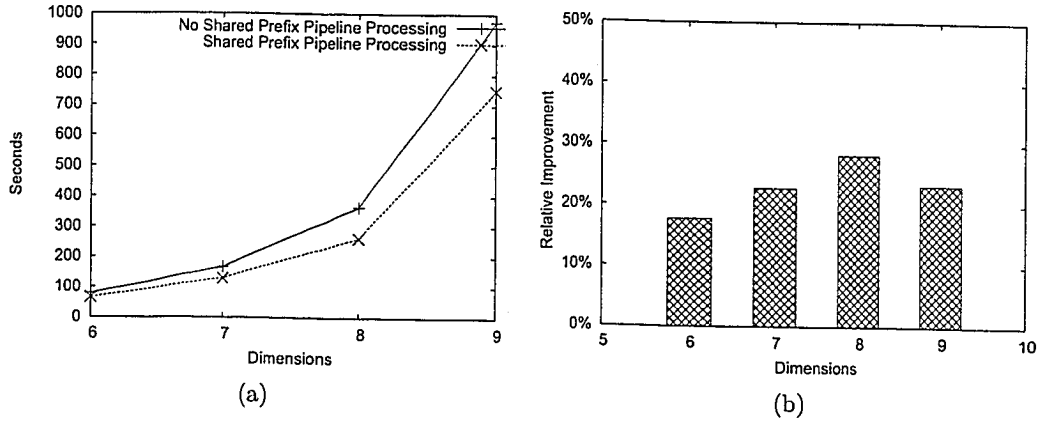 No Shared Prefix Pipeline Processing
Shared Prefix Pipeline Processing
1000
900
800
700
600
500
400
300
200
100
0
Seconds
6 7 8 9
Dimensions
(a)
50%
40%
30%
20%
10%
0%
Relative Improvement
5 6 7 8 9 10
Dimensions
(b)